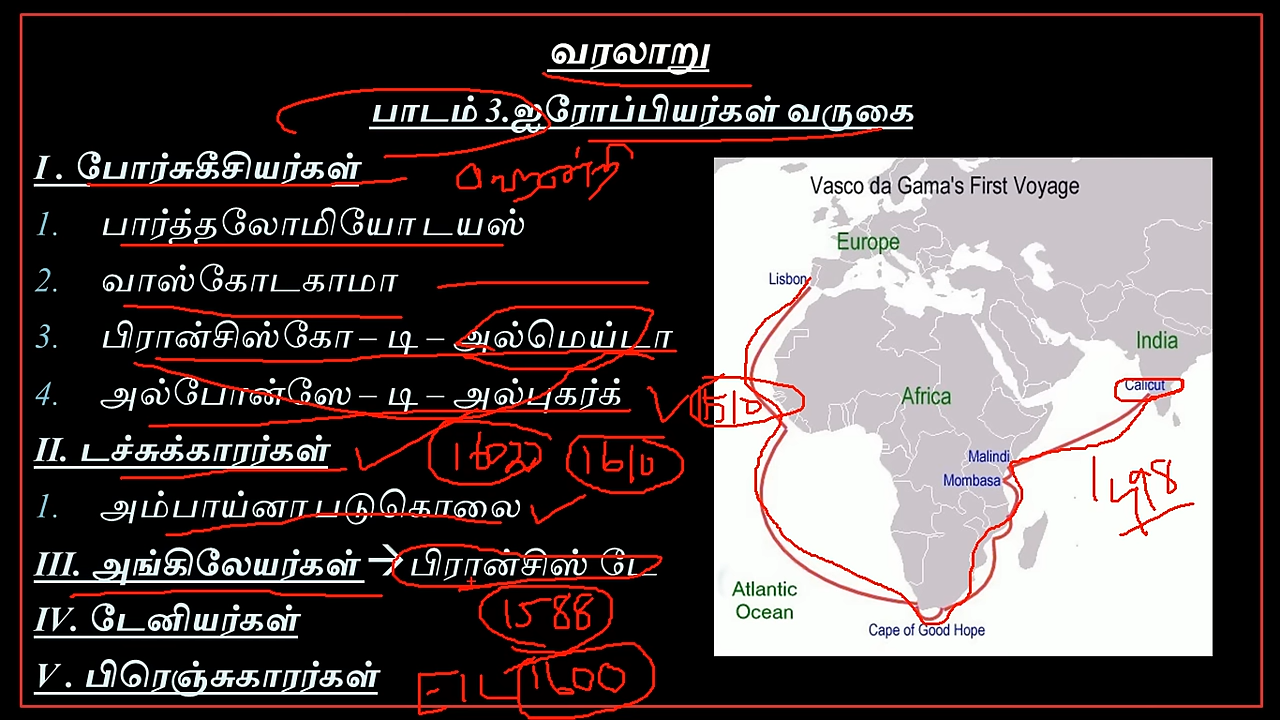 வரலாறு
பாடம் 3.ஐரோப்பியர்கள் வருகை
I . போர்சுகீசியர்கள்
1. பார்த்தலோமியோ டயஸ்
2. வாஸ்கோடகாமா
3. பிரான்சிஸ்கோ – டி – அல்மெய்டா
4. அல்போன்ஸே – டி – அல்புகர்க்
1510
II. டச்சுக்காரர்கள்
1610
1. அம்பாய்னா படுகொலை
III. அங்கிலேயர்கள் → பிரான்சிஸ் டே
IV. டேனியர்கள்
1588
V . பிரெஞ்சுகாரர்கள்
1600
Vasco da Gama's First Voyage
Europe
Lisbon
India
Calicut
Africa
Malindi
Mombasa
1498
Atlantic
Ocean
Cape of Good Hope